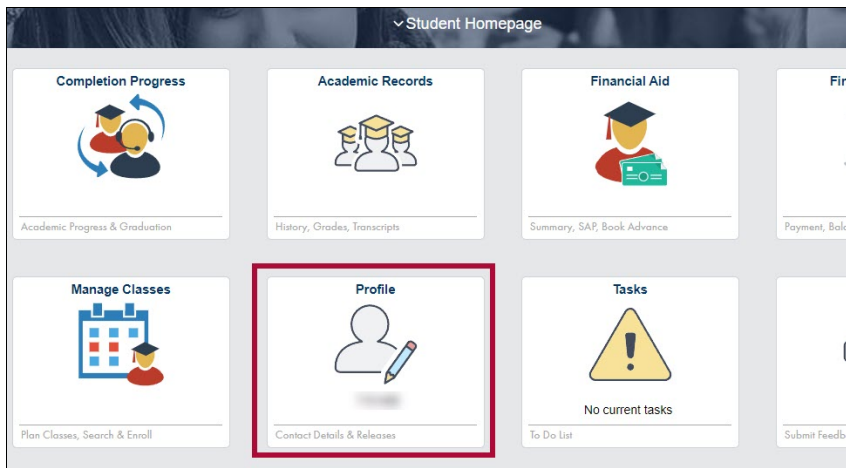 Student Homepage
Completion Progress
Academic Records
Financial Aid
Fin
Academic Progress & Graduation
History, Grades, Transcripts
Summary, SAP, Book Advance
Payment, Bala
Manage Classes
Profile
Tasks
No current tasks
Plan Classes, Search & Enroll
Contact Details & Releases
To Do List
Submit Feedb